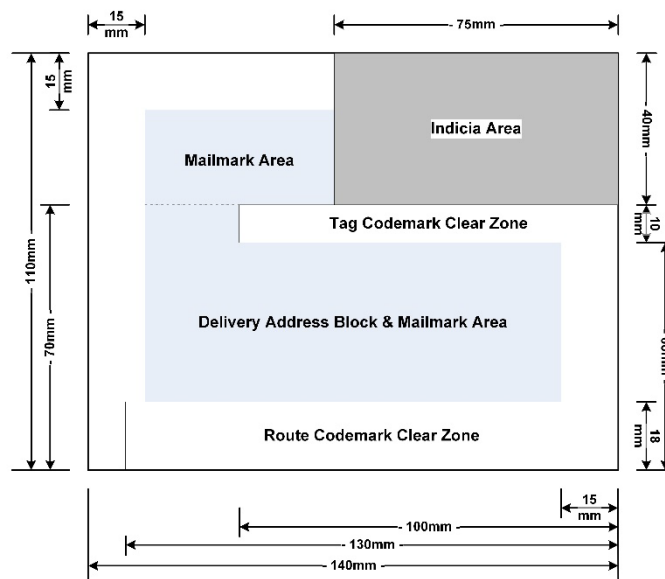 15
mm
75mm
15
mm
Indicia Area
40mm
Mailmark Area
Tag Codemark Clear Zone
10
mm
110mm
70mm
Delivery Address Block & Mailmark Area
Route Codemark Clear Zone
18
mm
15
mm
100mm
130mm
140mm